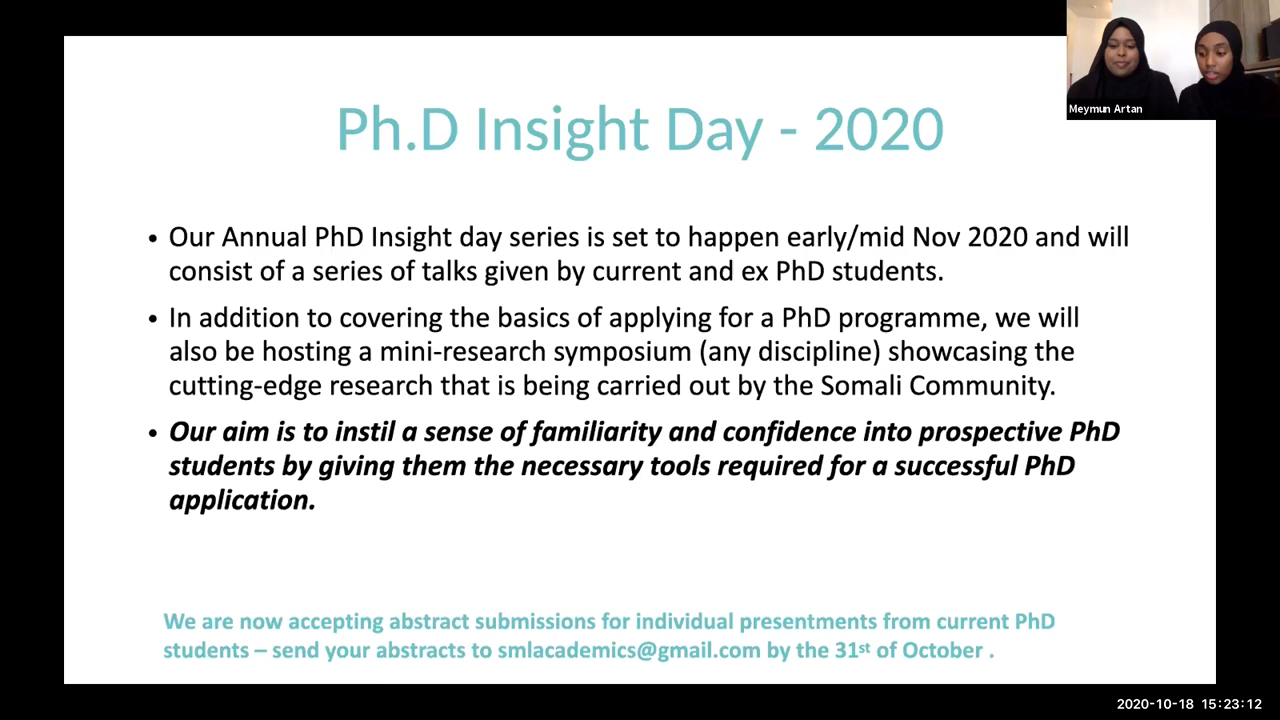 Meymun Artan
Ph.D Insight Day - 2020
• Our Annual PhD Insight day series is set to happen early/mid Nov 2020 and will
consist of a series of talks given by current and ex PhD students.
• In addition to covering the basics of applying for a PhD programme, we will
also be hosting a mini-research symposium (any discipline) showcasing the
cutting-edge research that is being carried out by the Somali Community.
• Our aim is to instil a sense of familiarity and confidence into prospective PhD
students by giving them the necessary tools required for a successful PhD
application.
We are now accepting abstract submissions for individual presentments from current PhD
students – send your abstracts to smlacademics@gmail.com by the 31st of October .
2020-10-18 15:23:12